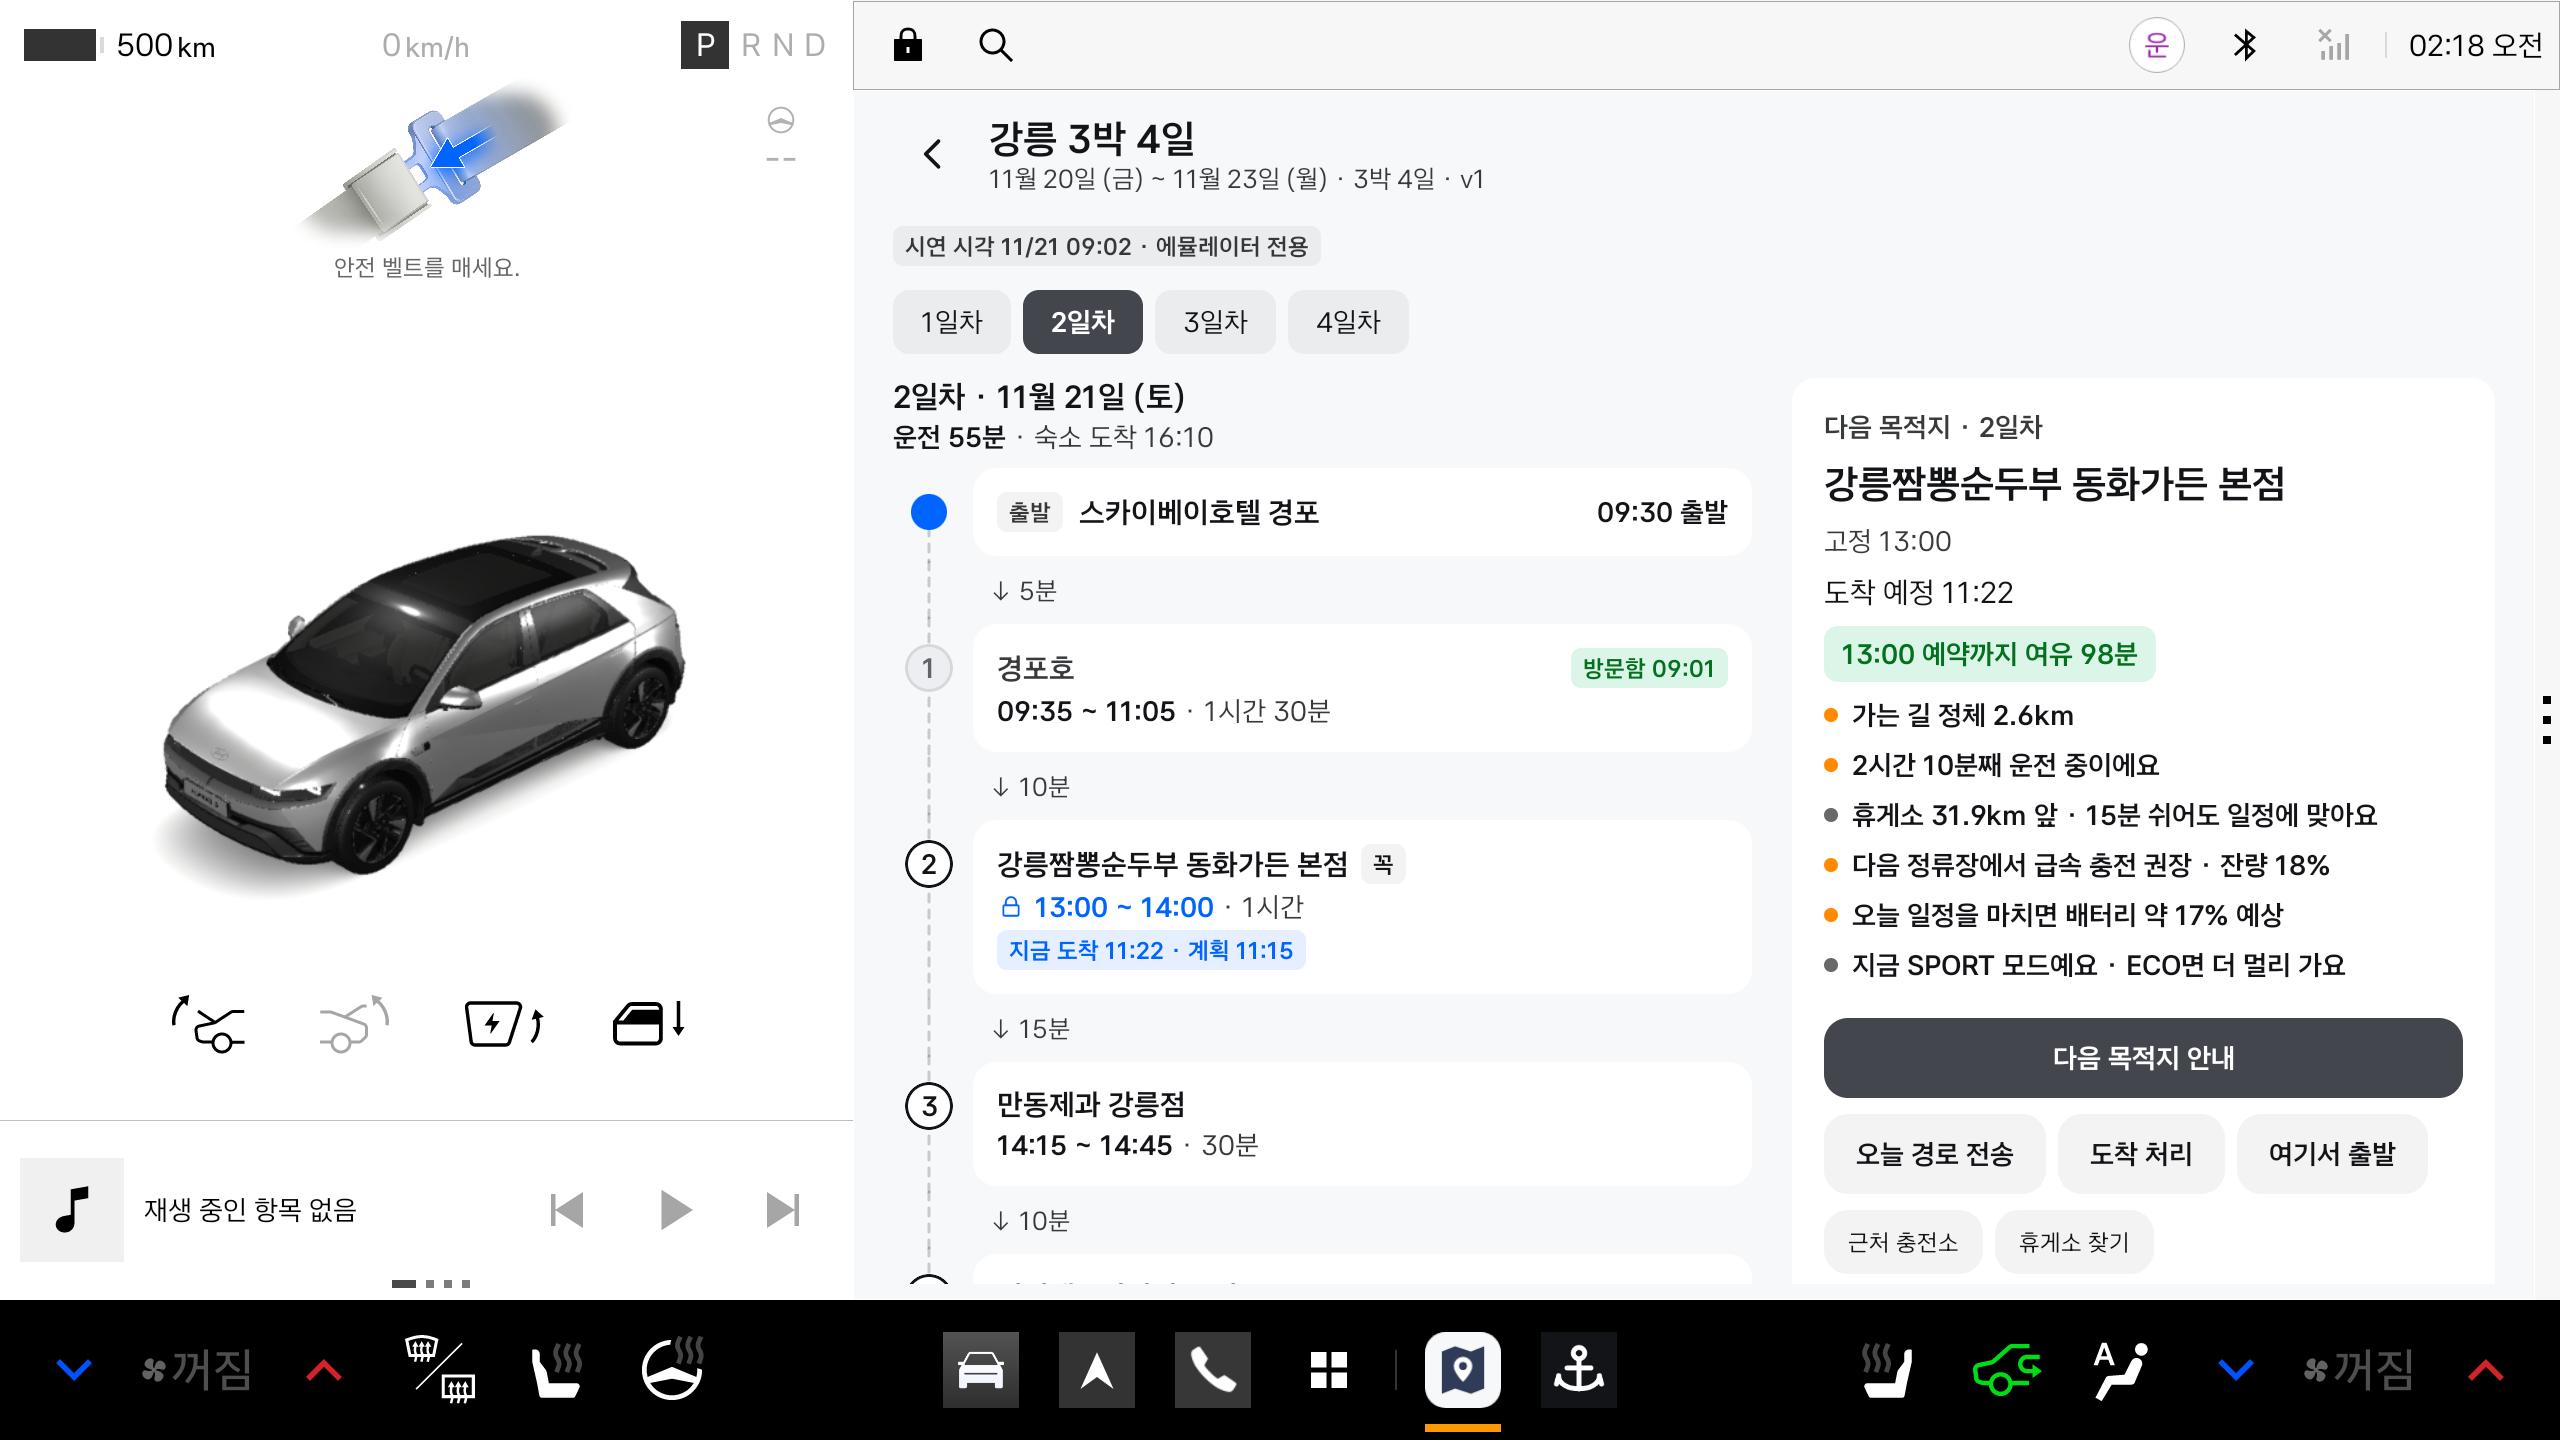 500 km
0 km/h
P R N D
안전 벨트를 매세요.
재생 중인 항목 없음
운
02:18 오전
강릉 3박 4일
11월 20일 (금) ~ 11월 23일 (월) · 3박 4일 · v1
시연 시각 11/21 09:02 · 에뮬레이터 전용
1일차
2일차
3일차
4일차
2일차 · 11월 21일 (토)
운전 55분 · 숙소 도착 16:10
출발 스카이베이호텔 경포 09:30 출발
↓ 5분
1 경포호 방문함 09:01
09:35 ~ 11:05 · 1시간 30분
↓ 10분
2 강릉짬뽕순두부 동화가든 본점 꼭
13:00 ~ 14:00 · 1시간
지금 도착 11:22 · 계획 11:15
↓ 15분
3 만동제과 강릉점
14:15 ~ 14:45 · 30분
↓ 10분
다음 목적지 · 2일차
강릉짬뽕순두부 동화가든 본점
고정 13:00
도착 예정 11:22
13:00 예약까지 여유 98분
가는 길 정체 2.6km
2시간 10분째 운전 중이에요
휴게소 31.9km 앞 · 15분 쉬어도 일정에 맞아요
다음 정류장에서 급속 충전 권장 · 잔량 18%
오늘 일정을 마치면 배터리 약 17% 예상
지금 SPORT 모드예요 · ECO면 더 멀리 가요
다음 목적지 안내
오늘 경로 전송
도착 처리
여기서 출발
근처 충전소
휴게소 찾기
꺼짐
A
꺼짐